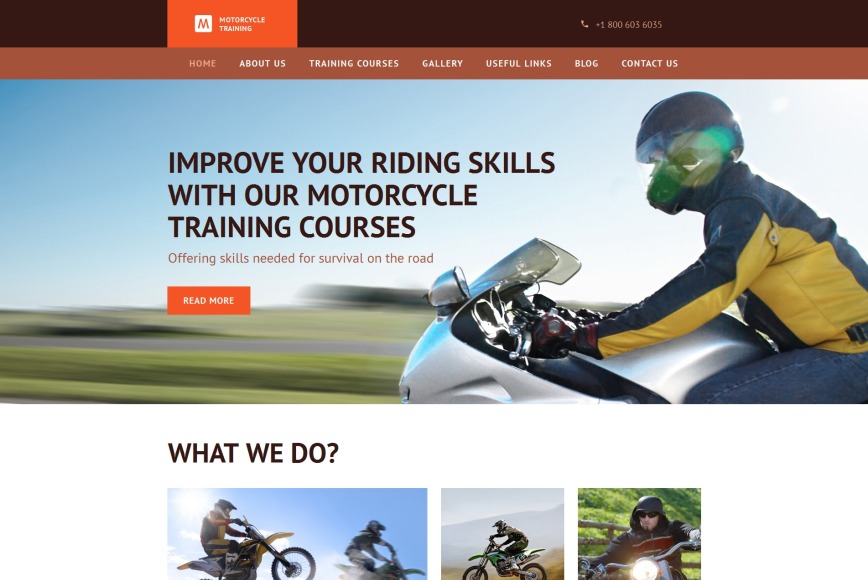 M
MOTORCYCLE
TRAINING
+1 800 603 6035
HOME ABOUT US TRAINING COURSES GALLERY USEFUL LINKS BLOG CONTACT US
IMPROVE YOUR RIDING SKILLS
WITH OUR MOTORCYCLE
TRAINING COURSES
Offering skills needed for survival on the road
READ MORE
WHAT WE DO?